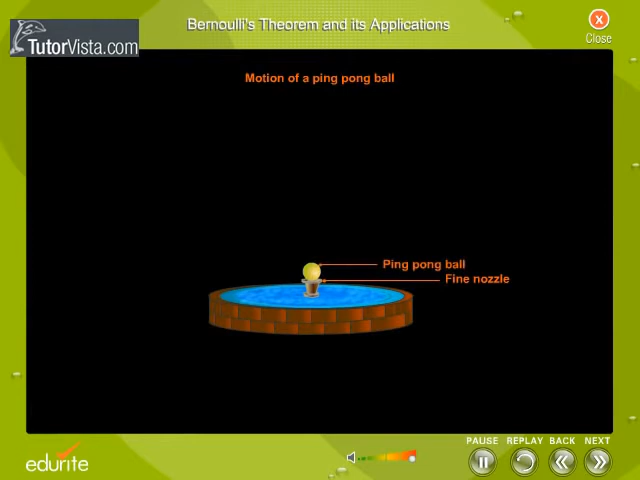 Bernoulli's Theorem and its Applications
X
Close
TutorVista.com
Motion of a ping pong ball
Ping pong ball
Fine nozzle
PAUSE REPLAY BACK NEXT
edurite